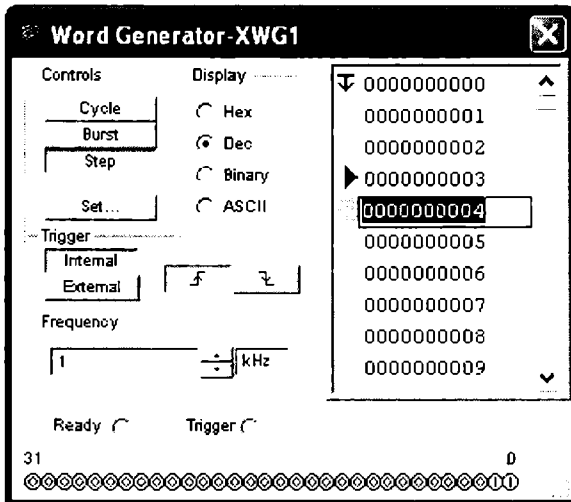 Word Generator-XWG1
Controls
Cycle
Burst
Step
Set...
Display
Hex
Dec
Binary
ASCII
Trigger
Internal
External
Frequency
1 kHz
Ready
Trigger
0000000000
0000000001
0000000002
0000000003
0000000004
0000000005
0000000006
0000000007
0000000008
0000000009
31 0